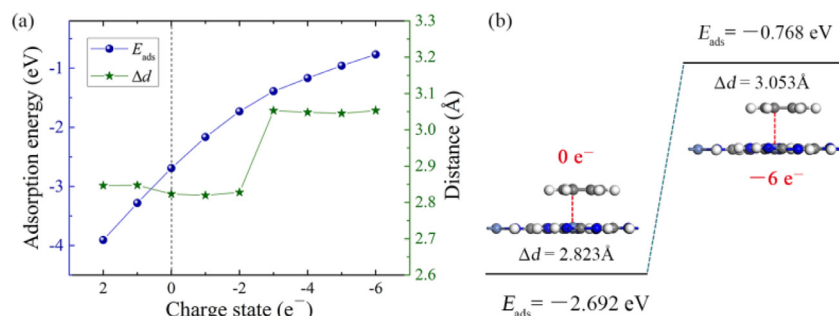 (a)
Adsorption energy (eV)
-1
-2
-3
-4
E_ads
Δd
3.3
3.2
3.1
3.0
2.9
2.8
2.7
2.6
Distance (Å)
2 0 -2 -4 -6
Charge state (e⁻)
(b)
E_ads= −0.768 eV
Δd = 3.053Å
−6 e⁻
0 e⁻
Δd = 2.823Å
E_ads= −2.692 eV